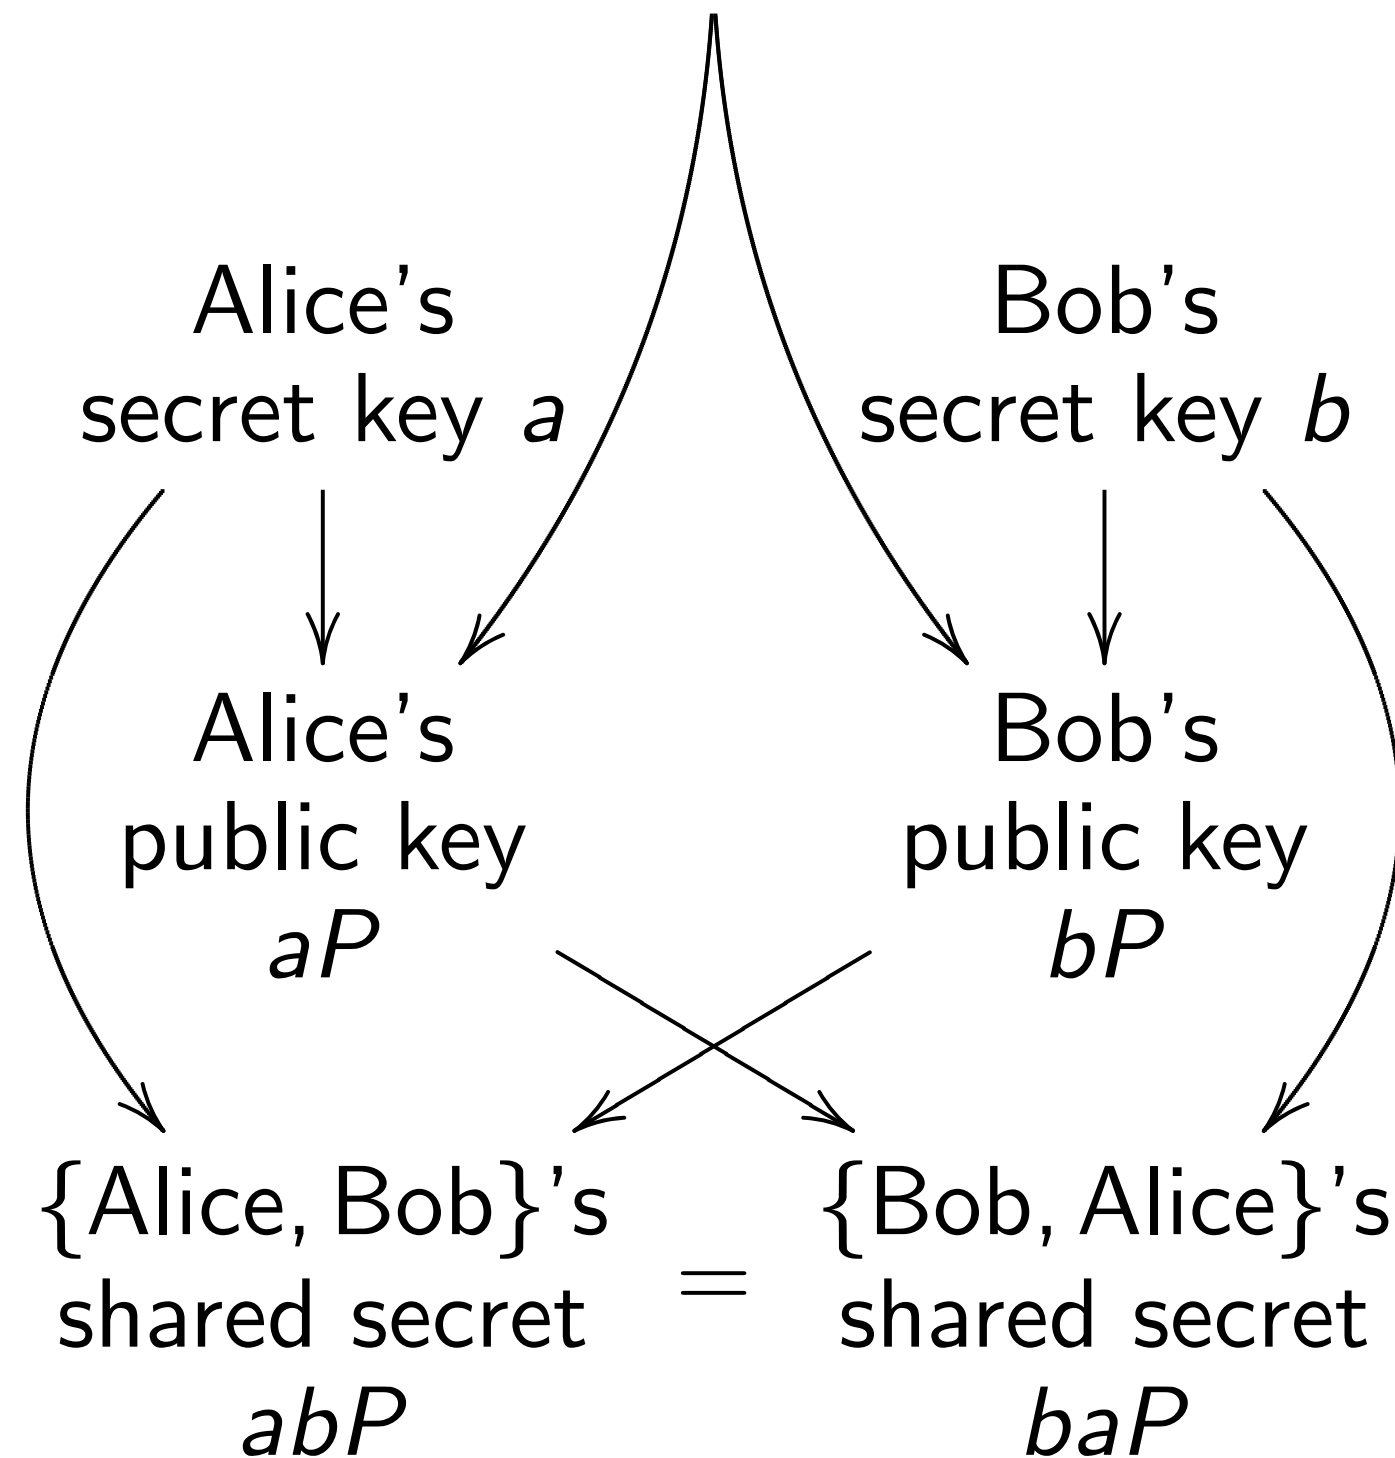 Alice's
secret key a
Bob's
secret key b
Alice's
public key
aP
Bob's
public key
bP
{Alice, Bob}'s
shared secret
abP
=
{Bob, Alice}'s
shared secret
baP